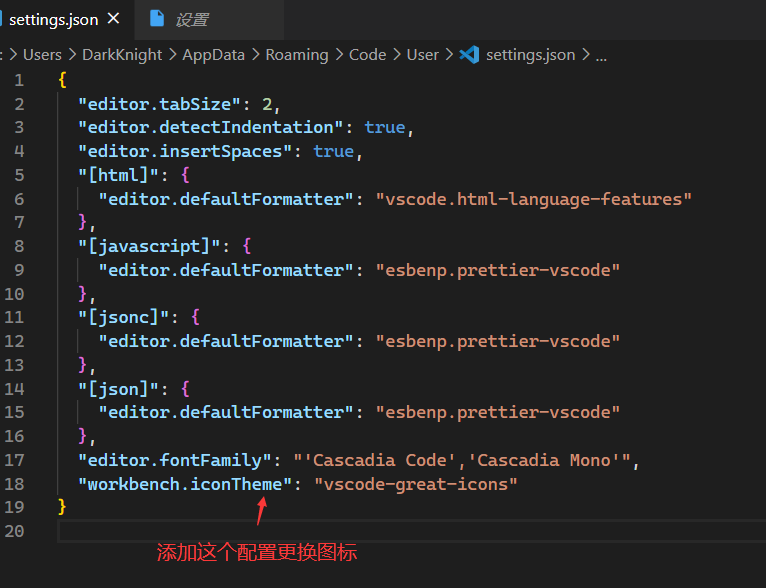 settings.json × 设置
: > Users > DarkKnight > AppData > Roaming > Code > User > settings.json > ...
1 {
2 "editor.tabSize": 2,
3 "editor.detectIndentation": true,
4 "editor.insertSpaces": true,
5 "[html]": {
6 "editor.defaultFormatter": "vscode.html-language-features"
7 },
8 "[javascript]": {
9 "editor.defaultFormatter": "esbenp.prettier-vscode"
10 },
11 "[jsonc]": {
12 "editor.defaultFormatter": "esbenp.prettier-vscode"
13 },
14 "[json]": {
15 "editor.defaultFormatter": "esbenp.prettier-vscode"
16 },
17 "editor.fontFamily": "'Cascadia Code','Cascadia Mono'",
18 "workbench.iconTheme": "vscode-great-icons"
19 }
20
添加这个配置更换图标